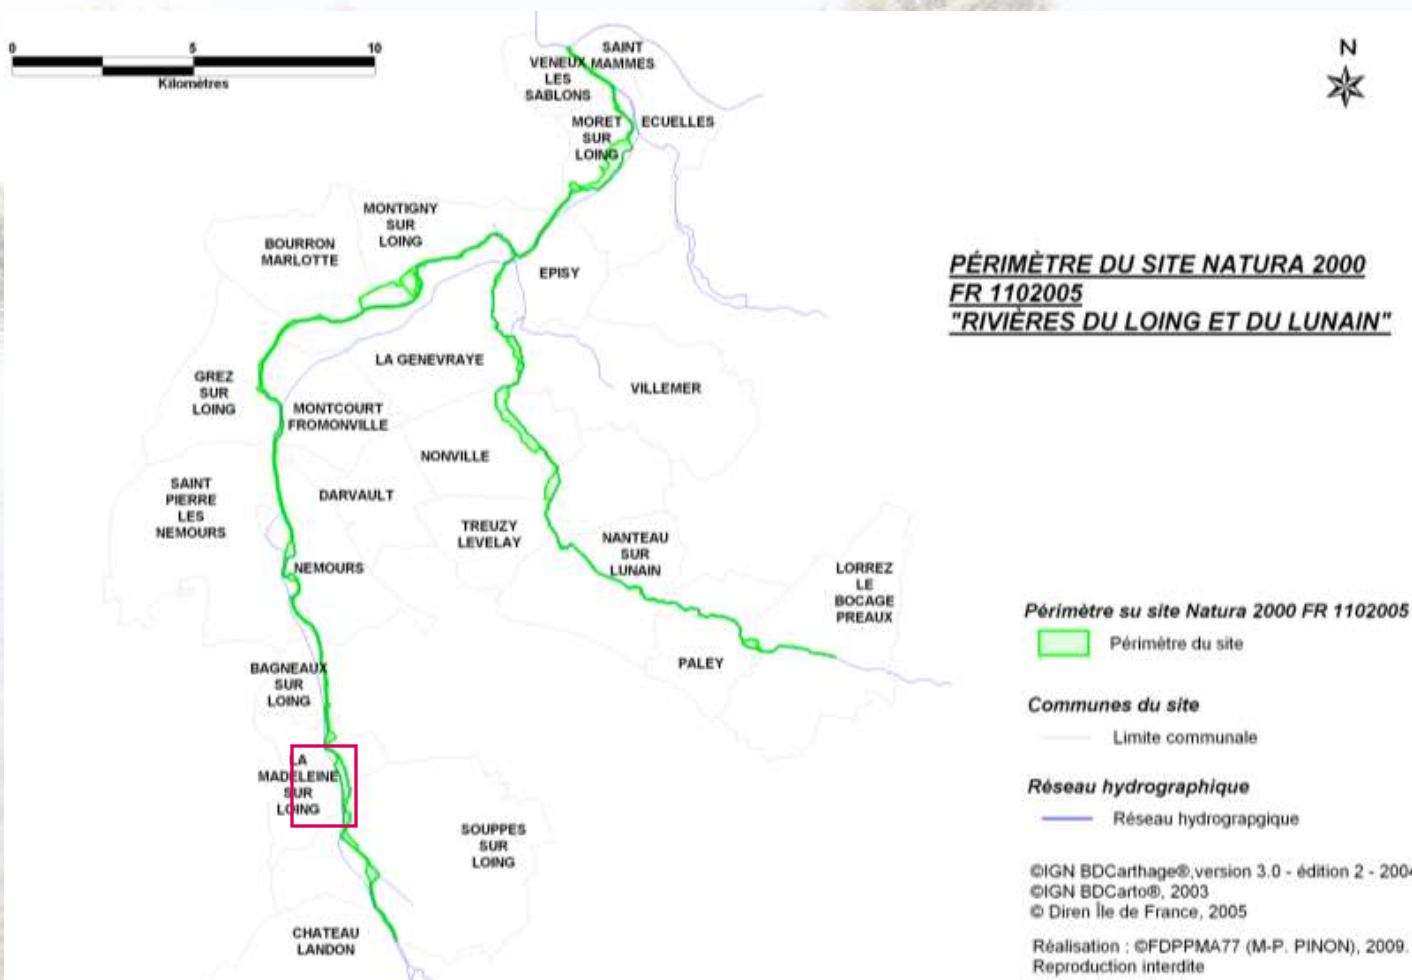 0 5 10
Kilomètres
N
SAINT
MAMMES
VENEUX
LES
SABLONS
MORET
SUR
LOING
ECUELLES
MONTIGNY
SUR
LOING
BOURRON
MARLOTTE
EPISY
PÉRIMÈTRE DU SITE NATURA 2000
FR 1102005
"RIVIÈRES DU LOING ET DU LUNAIN"
LA GENEVRAYE
GREZ
SUR
LOING
VILLEMER
MONTCOURT
FROMONVILLE
NONVILLE
SAINT
PIERRE
LES
NEMOURS
DARVAULT
TREUZY
LEVELAY
NANTEAU
SUR
LUNAIN
NEMOURS
LORREZ
LE
BOCAGE
PREAUX
PALEY
BAGNEAUX
SUR
LOING
LA
MADELEINE
SUR
LOING
SOUPPES
SUR
LOING
CHATEAU
LANDON
Périmètre su site Natura 2000 FR 1102005
Périmètre du site
Communes du site
Limite communale
Réseau hydrographique
Réseau hydrograpgique
©IGN BDCarthage®,version 3.0 - édition 2 - 2004
©IGN BDCarto®, 2003
© Diren Île de France, 2005
Réalisation : ©FDPPMA77 (M-P. PINON), 2009.
Reproduction interdite